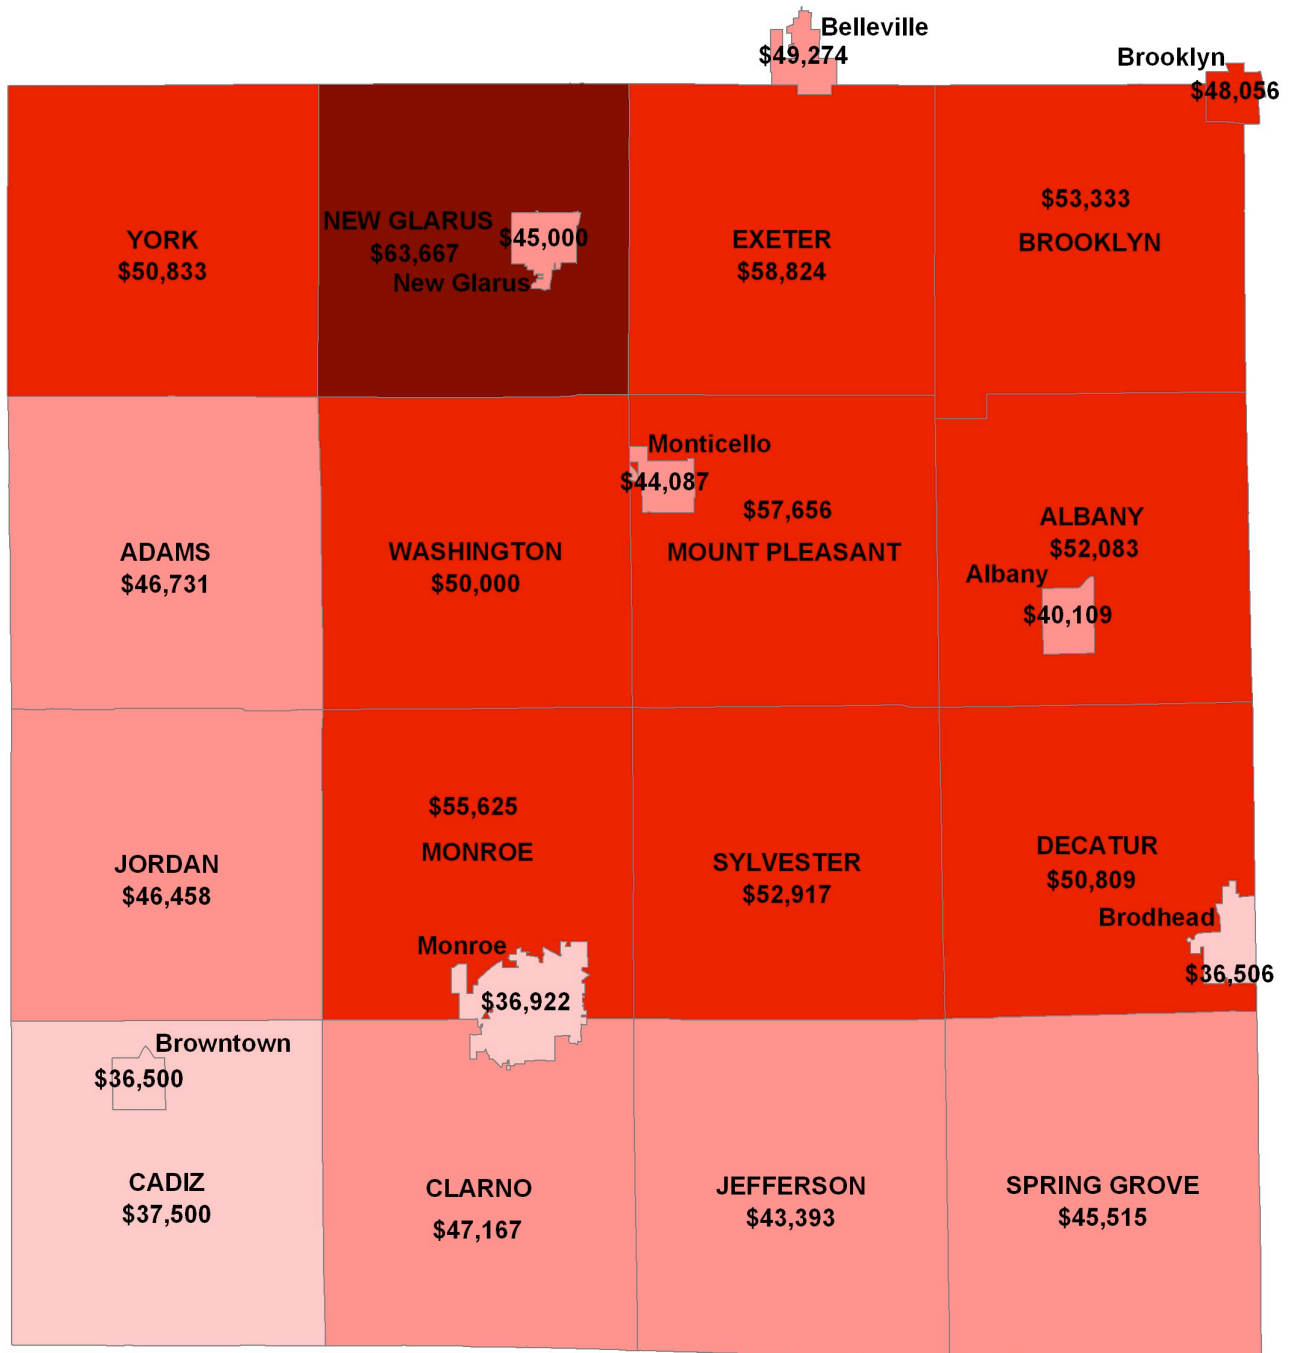 Belleville
$49,274
Brooklyn
$48,056
YORK
$50,833
NEW GLARUS
$63,667
$45,000
New Glarus
EXETER
$58,824
$53,333
BROOKLYN
ADAMS
$46,731
WASHINGTON
$50,000
Monticello
$44,087
$57,656
MOUNT PLEASANT
ALBANY
$52,083
Albany
$40,109
JORDAN
$46,458
$55,625
MONROE
Monroe
$36,922
SYLVESTER
$52,917
DECATUR
$50,809
Brodhead
$36,506
Browntown
$36,500
CADIZ
$37,500
CLARNO
$47,167
JEFFERSON
$43,393
SPRING GROVE
$45,515